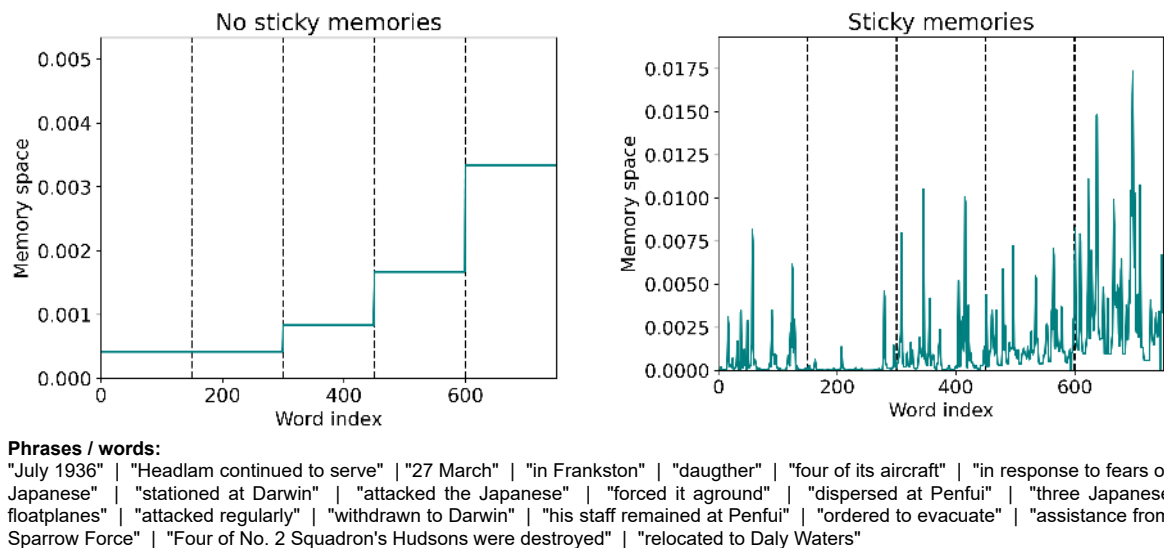 No sticky memories
Sticky memories
0.005
0.004
0.003
0.002
0.001
0.000
Memory space
0
200
400
600
Word index
0.0175
0.0150
0.0125
0.0100
0.0075
0.0050
0.0025
0.0000
Memory space
0
200
400
600
Word index
Phrases / words:
"July 1936" | "Headlam continued to serve" | "27 March" | "in Frankston" | "daugther" | "four of its aircraft" | "in response to fears
Japanese" | "stationed at Darwin" | "attacked the Japanese" | "forced it aground" | "dispersed at Penfui" | "three Japanese
floatplanes" | "attacked regularly" | "withdrawn to Darwin" | "his staff remained at Penfui" | "ordered to evacuate" | "assistance from
Sparrow Force" | "Four of No. 2 Squadron's Hudsons were destroyed" | "relocated to Daly Waters"